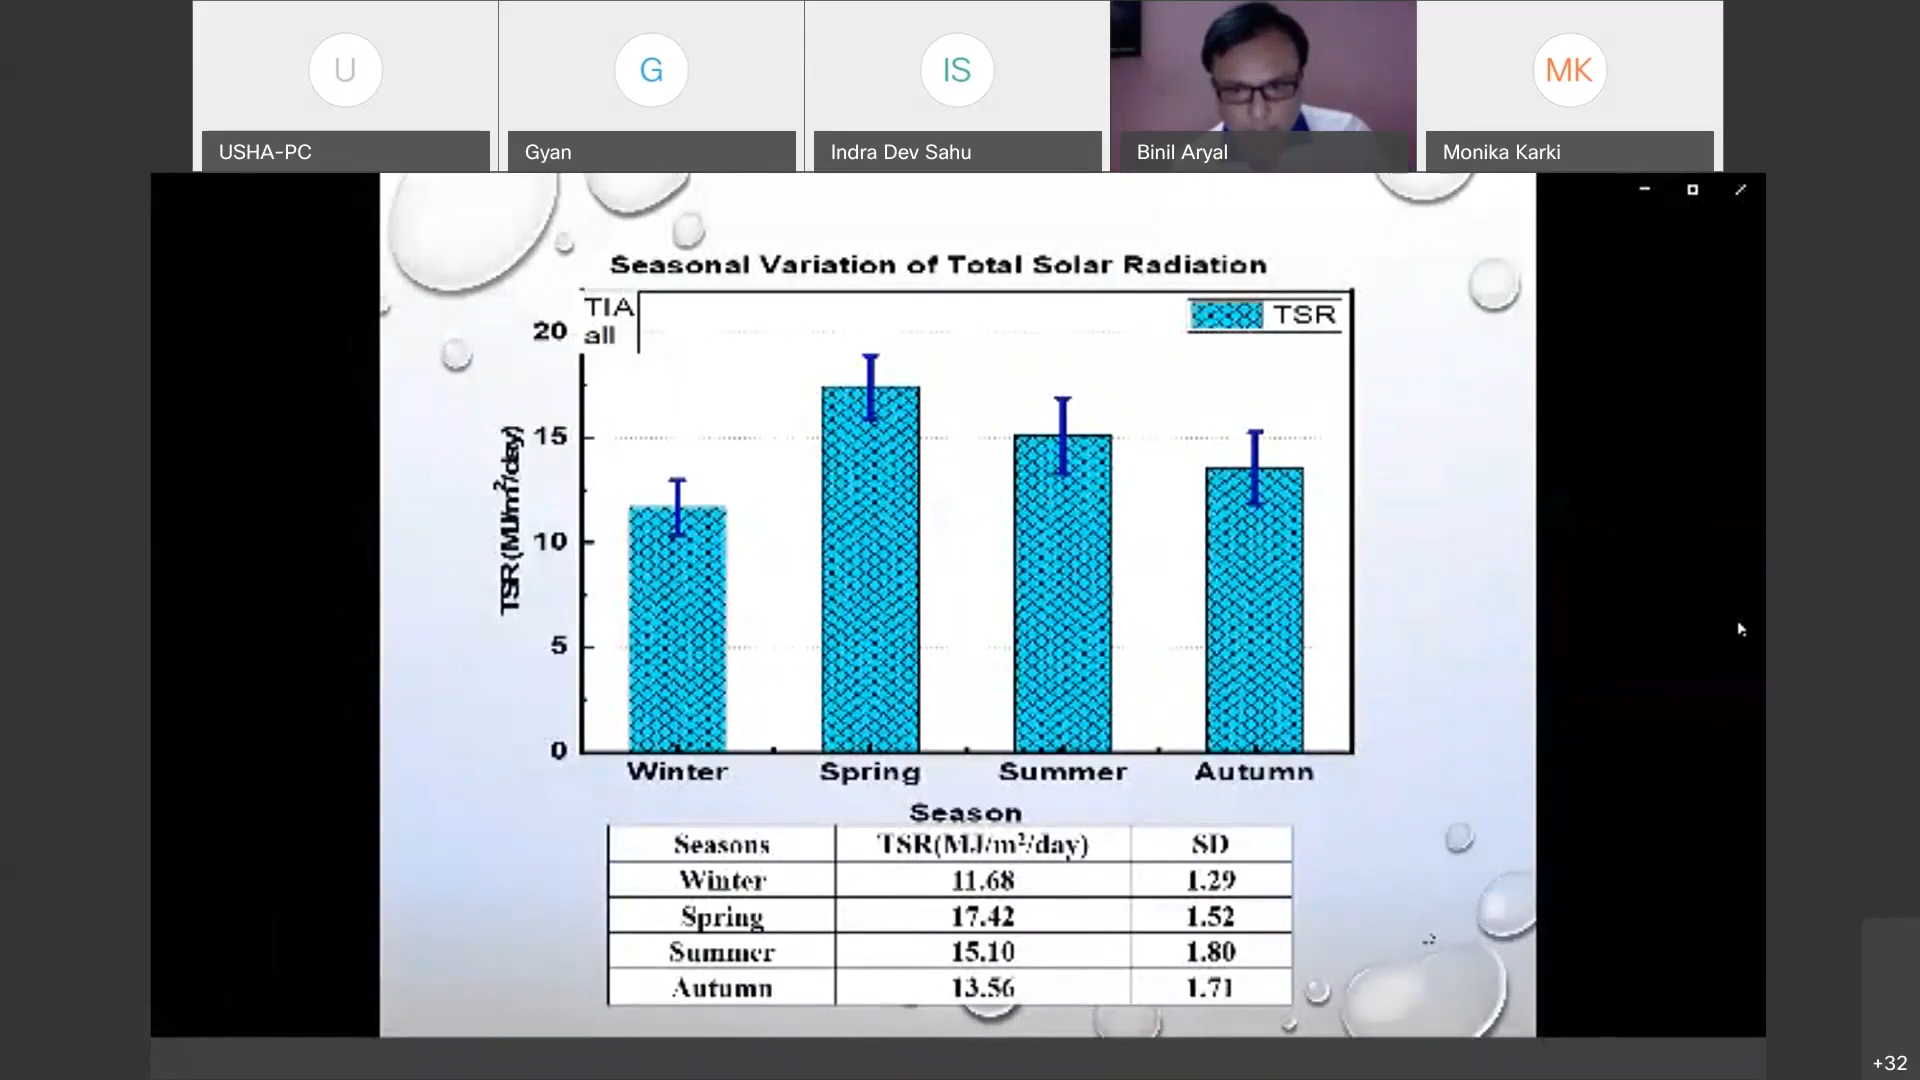 U
G
IS
MK
USHA-PC
Gyan
Indra Dev Sahu
Binil Aryal
Monika Karki
Seasonal Variation of Total Solar Radiation
TIA
all
TSR
20
15
10
5
0
TSR(MJ/m²/day)
Winter Spring Summer Autumn
Season
Seasons TSR(MJ/m²/day) SD
Winter 11.68 1.29
Spring 17.42 1.52
Summer 15.10 1.80
Autumn 13.56 1.71
+32